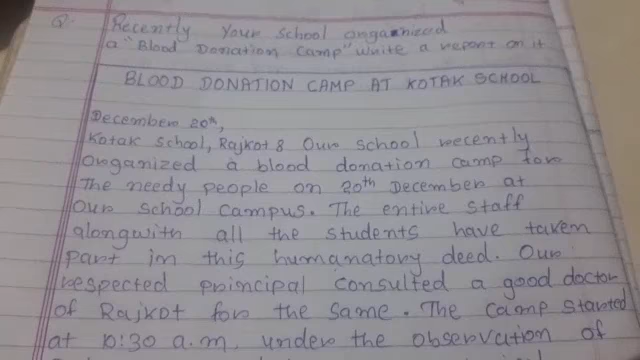 Q. Recently Your School organized
a "Blood Donation Camp" write a report on it
BLOOD DONATION CAMP AT KOTAK SCHOOL
December 20th,
Kotak School, Rajkot : Our School recently
organized a blood donation camp for
The needy people on 20th December at
Our School Campus. The entire Staff
alongwith all the students have taken
part in this humanatory deed. Our
respected principal consulted a good doctor
of Rajkot for the same. The camp started
at 10:30 a.m. under the observation of